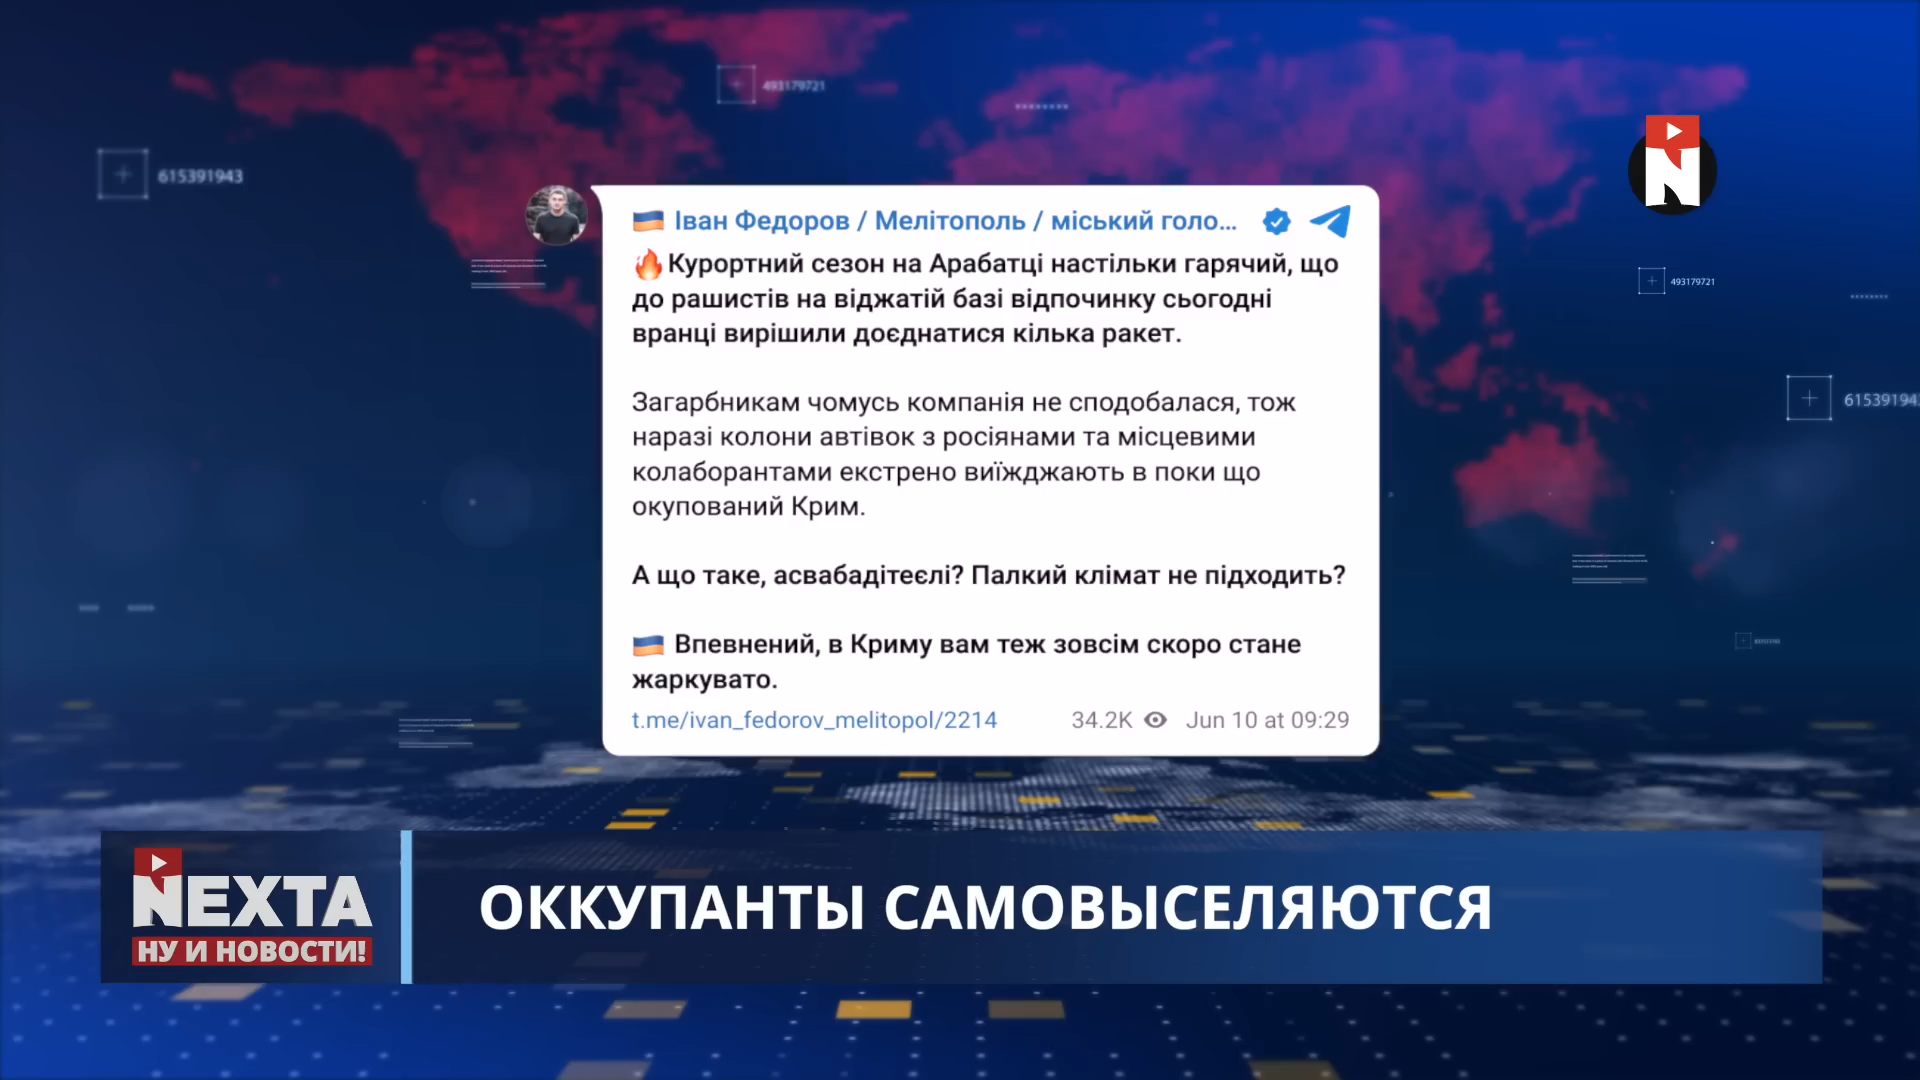 493179721
615391943
🇺🇦 Іван Федоров / Мелітополь / міський голо...
🔥Курортний сезон на Арабатці настільки гарячий, що
до рашистів на віджатій базі відпочинку сьогодні
вранці вирішили доєднатися кілька ракет.
Загарбникам чомусь компанія не сподобалася, тож
наразі колони автівок з росіянами та місцевими
колаборантами екстрено виїжджають в поки що
окупований Крим.
А що таке, асвабадітеєлі? Палкий клімат не підходить?
🇺🇦 Впевнений, в Криму вам теж зовсім скоро стане
жаркувато.
t.me/ivan_fedorov_melitopol/2214 34.2K Jun 10 at 09:29
N
493179721
61539194
NEXTA
НУ И НОВОСТИ!
ОККУПАНТЫ САМОВЫСЕЛЯЮТСЯ